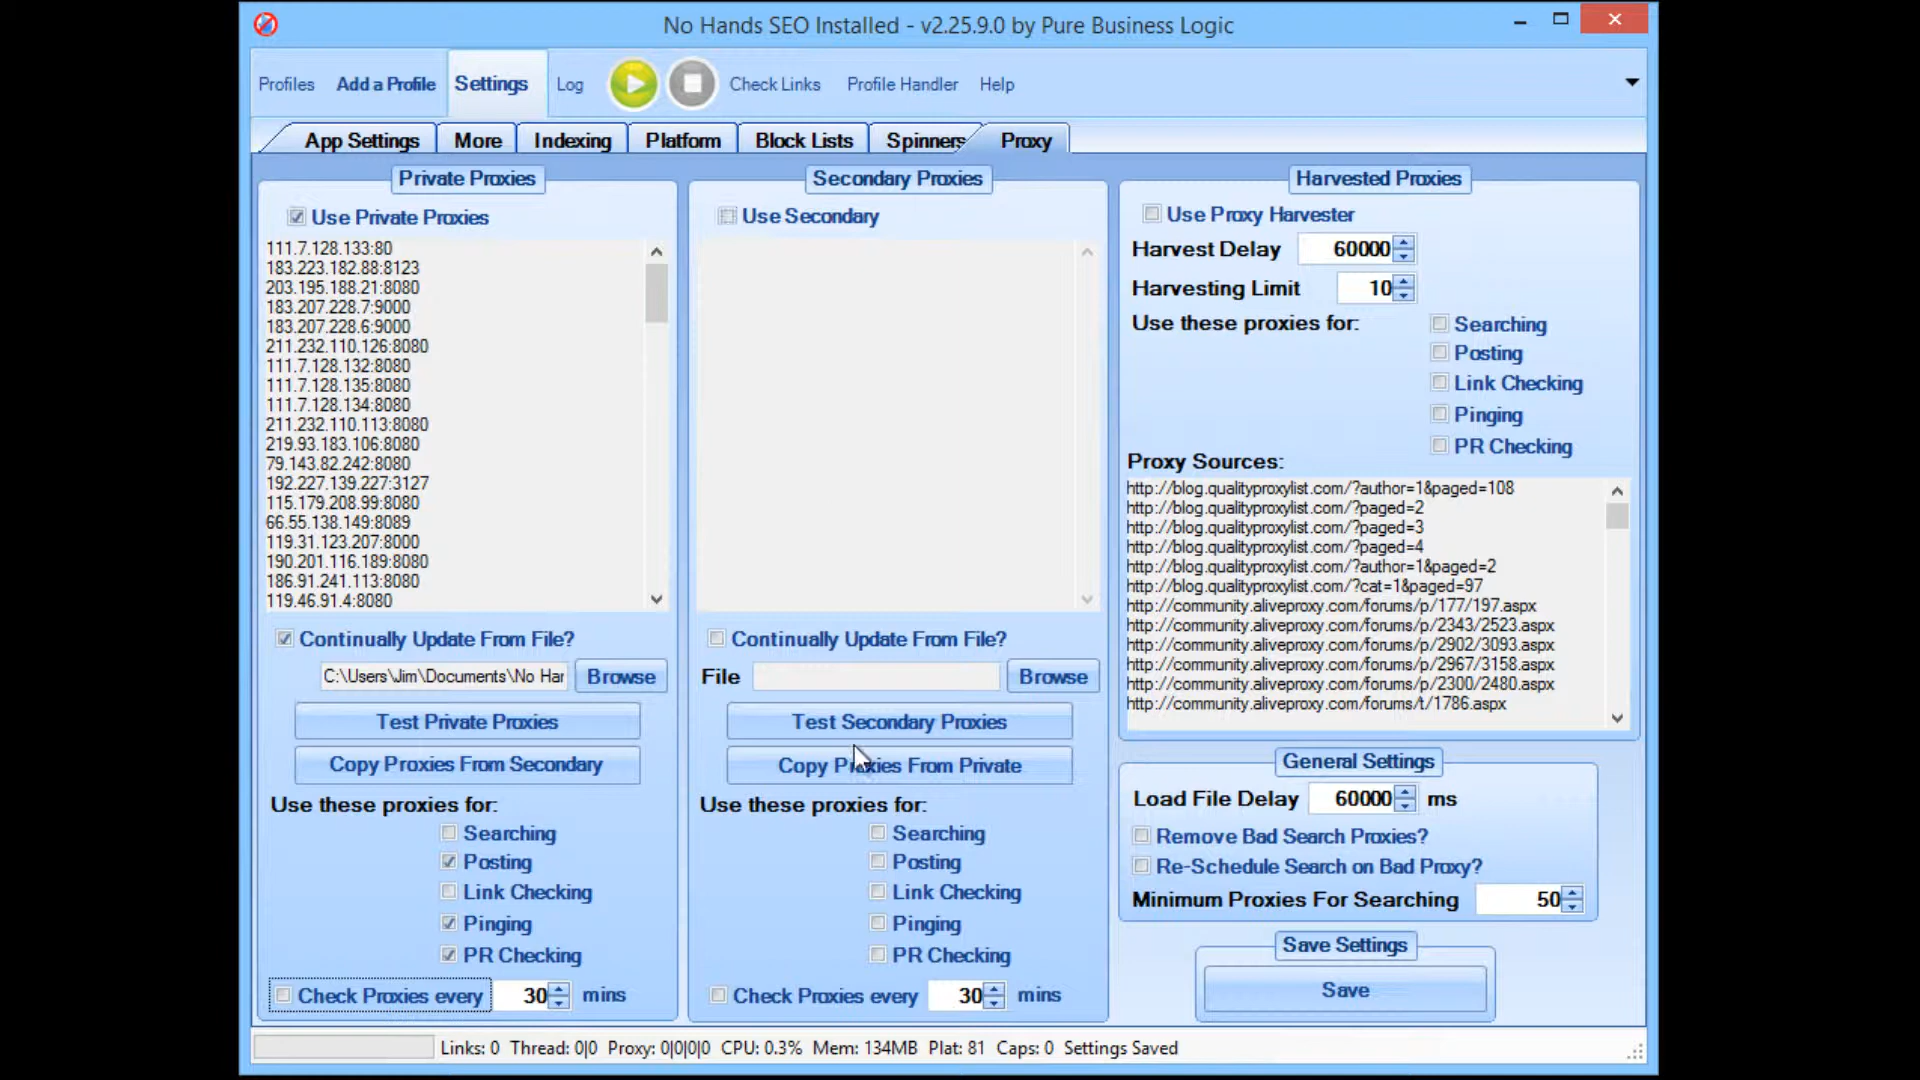 No Hands SEO Installed - v2.25.9.0 by Pure Business Logic
Profiles Add a Profile Settings Log Check Links Profile Handler Help
App Settings More Indexing Platform Block Lists Spinners Proxy
Private Proxies
Use Private Proxies
111.7.128.133:80
183.223.182.88:8123
203.195.188.21:8080
183.207.228.7:9000
183.207.228.6:9000
211.232.110.126:8080
111.7.128.132:8080
111.7.128.135:8080
111.7.128.134:8080
211.232.110.113:8080
219.93.183.106:8080
79.143.82.242:8080
192.227.139.227:3127
115.179.208.99:8080
66.55.138.149:8089
119.31.123.207:8000
190.201.116.189:8080
186.91.241.113:8080
119.46.91.4:8080
Continually Update From File?
C:\Users\Jim\Documents\No Har Browse
Test Private Proxies
Copy Proxies From Secondary
Use these proxies for:
Searching
Posting
Link Checking
Pinging
PR Checking
Check Proxies every 30 mins
Secondary Proxies
Use Secondary
Continually Update From File?
File Browse
Test Secondary Proxies
Copy Proxies From Private
Use these proxies for:
Searching
Posting
Link Checking
Pinging
PR Checking
Check Proxies every 30 mins
Harvested Proxies
Use Proxy Harvester
Harvest Delay 60000
Harvesting Limit 10
Use these proxies for:
Searching
Posting
Link Checking
Pinging
PR Checking
Proxy Sources:
http://blog.qualityproxylist.com/?author=1&paged=108
http://blog.qualityproxylist.com/?paged=2
http://blog.qualityproxylist.com/?paged=3
http://blog.qualityproxylist.com/?paged=4
http://blog.qualityproxylist.com/?author=1&paged=2
http://blog.qualityproxylist.com/?cat=1&paged=97
http://community.aliveproxy.com/forums/p/177/197.aspx
http://community.aliveproxy.com/forums/p/2343/2523.aspx
http://community.aliveproxy.com/forums/p/2902/3093.aspx
http://community.aliveproxy.com/forums/p/2967/3158.aspx
http://community.aliveproxy.com/forums/p/2300/2480.aspx
http://community.aliveproxy.com/forums/t/1786.aspx
General Settings
Load File Delay 60000 ms
Remove Bad Search Proxies?
Re-Schedule Search on Bad Proxy?
Minimum Proxies For Searching 50
Save Settings
Save
Links: 0 Thread: 0|0 Proxy: 0|0|0|0 CPU: 0.3% Mem: 134MB Plat: 81 Caps: 0 Settings Saved